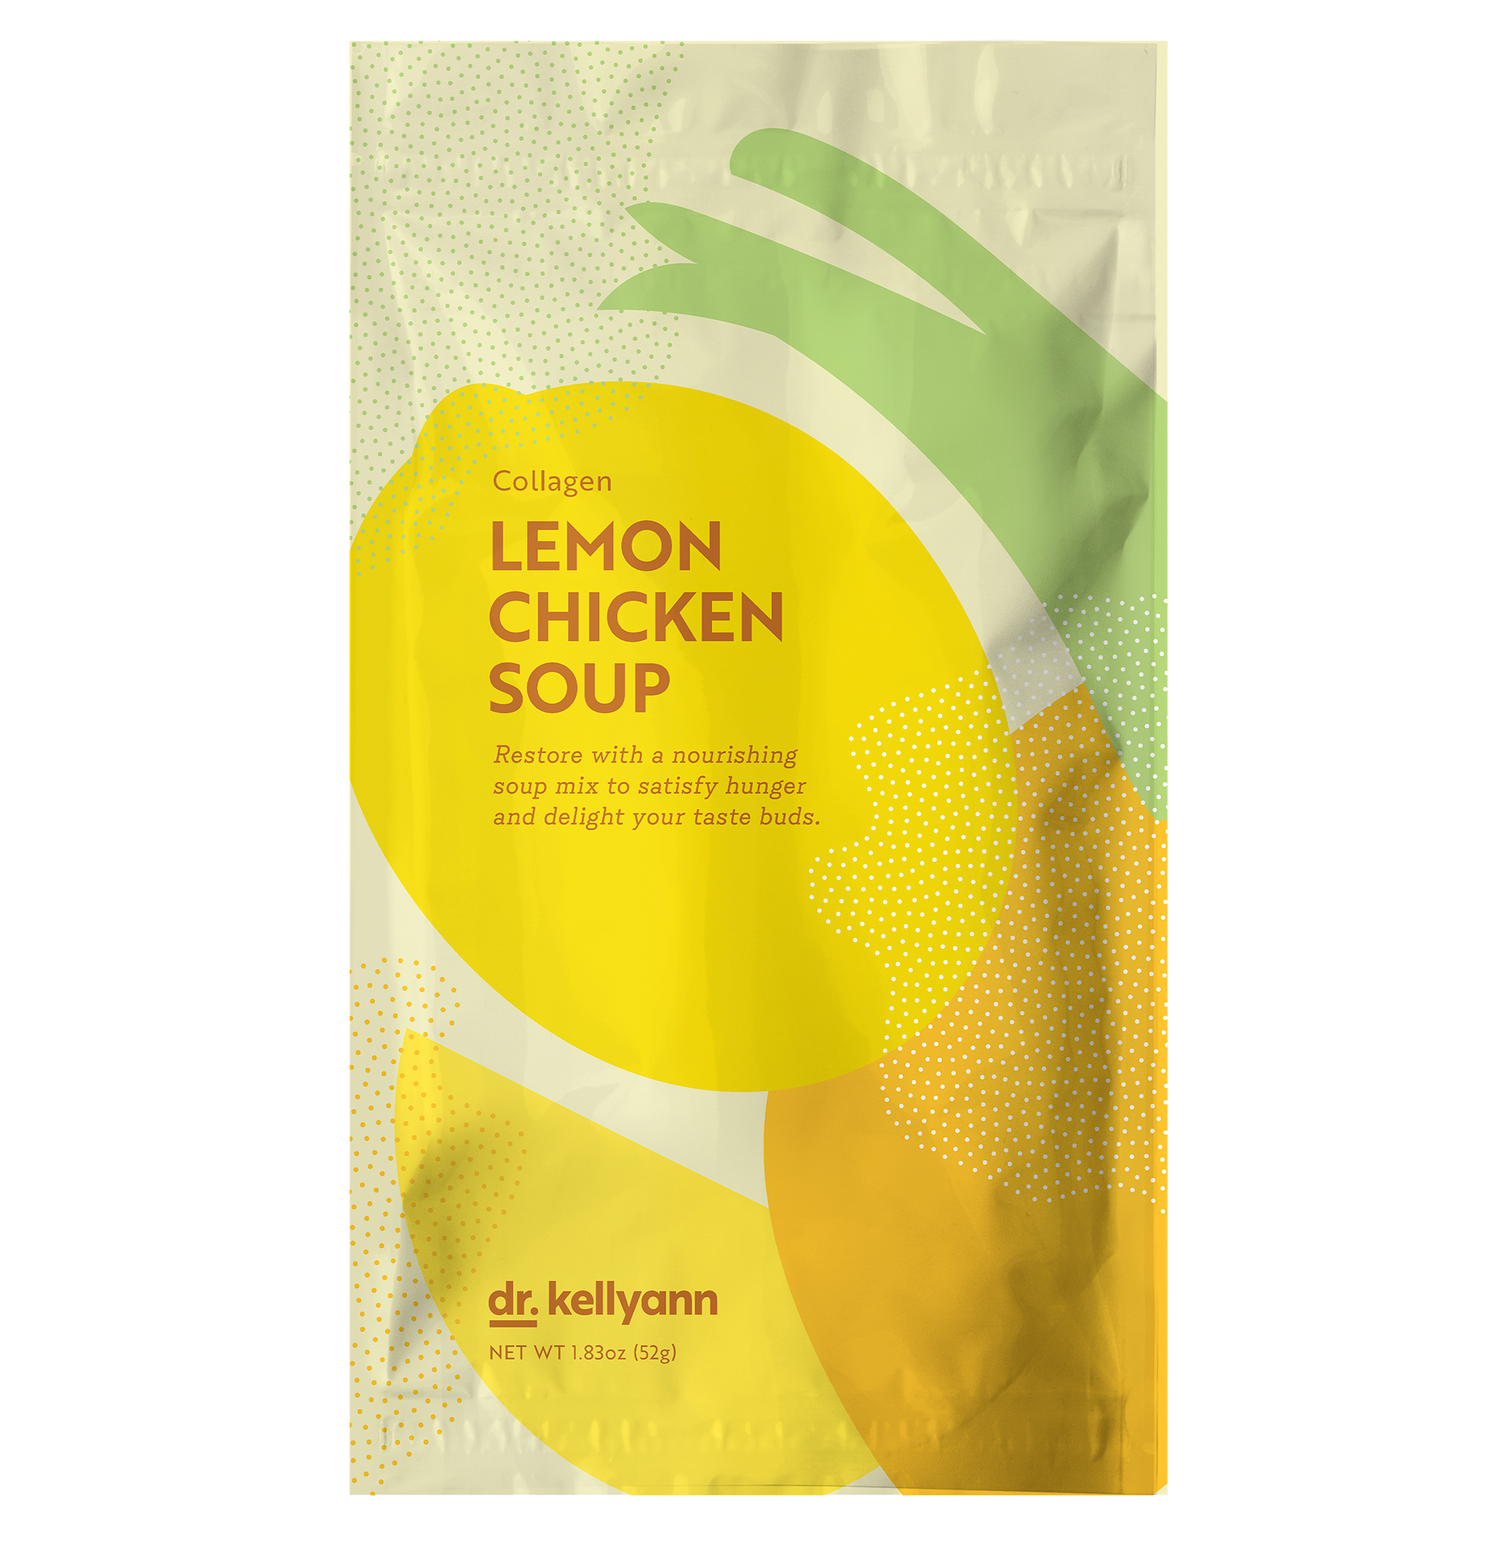 Collagen
LEMON
CHICKEN
SOUP
Restore with a nourishing
soup mix to satisfy hunger
and delight your taste buds.
dr. kellyann
NET WT 1.83oz (52g)